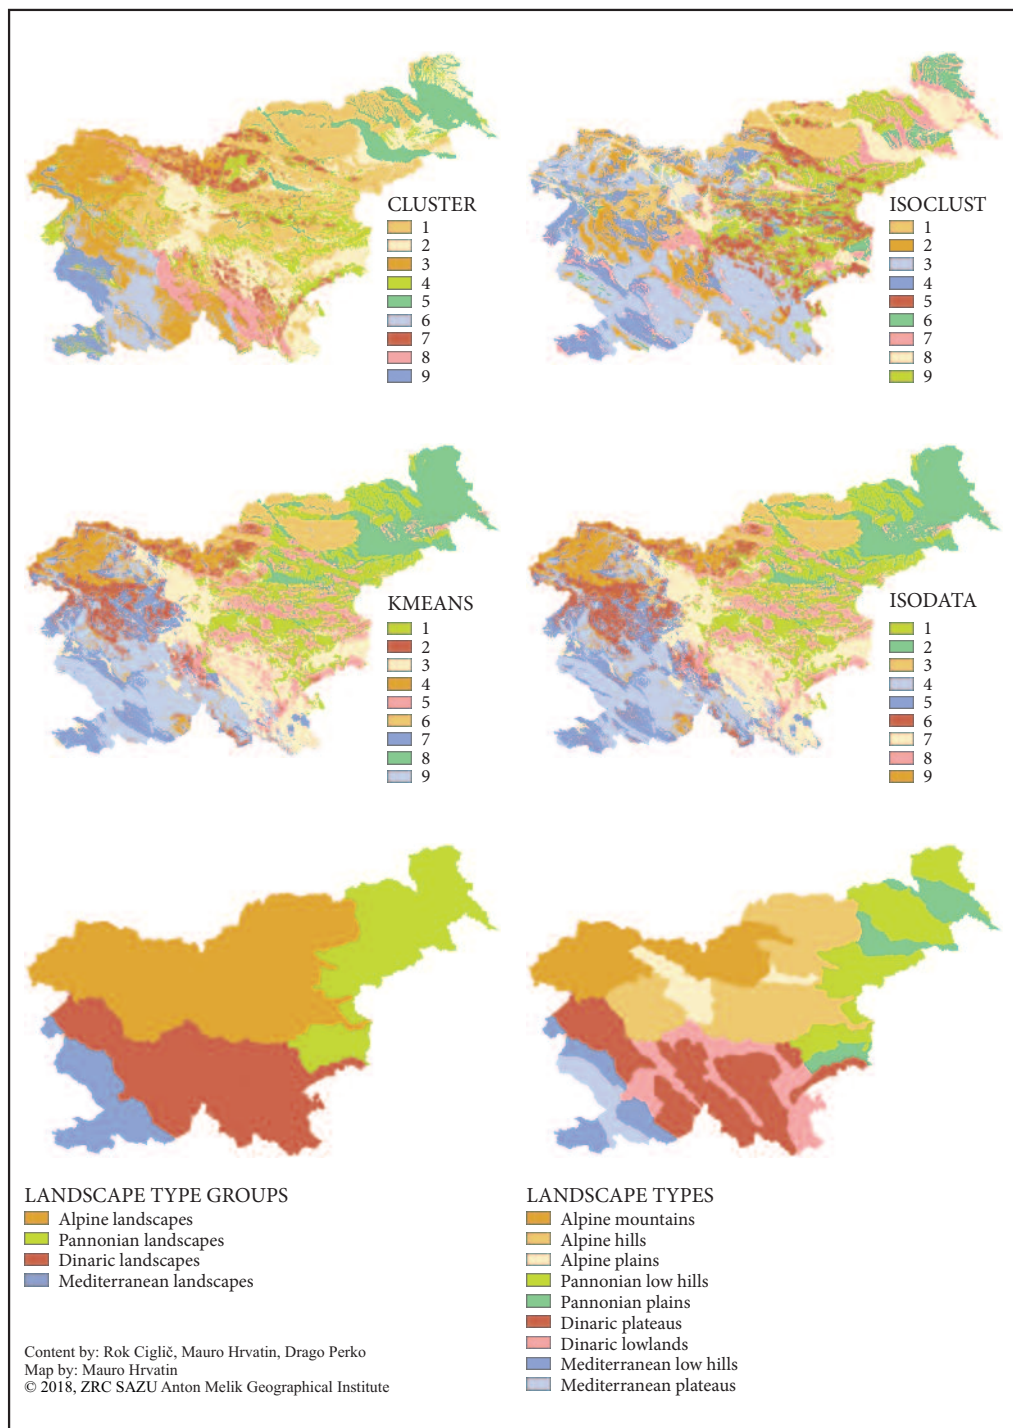 CLUSTER
1
2
3
4
5
6
7
8
9
ISOCLUST
1
2
3
4
5
6
7
8
9
KMEANS
1
2
3
4
5
6
7
8
9
ISODATA
1
2
3
4
5
6
7
8
9
LANDSCAPE TYPE GROUPS
Alpine landscapes
Pannonian landscapes
Dinaric landscapes
Mediterranean landscapes
LANDSCAPE TYPES
Alpine mountains
Alpine hills
Alpine plains
Pannonian low hills
Pannonian plains
Dinaric plateaus
Dinaric lowlands
Mediterranean low hills
Mediterranean plateaus
Content by: Rok Ciglič, Mauro Hrvatin, Drago Perko
Map by: Mauro Hrvatin
© 2018, ZRC SAZU Anton Melik Geographical Institute